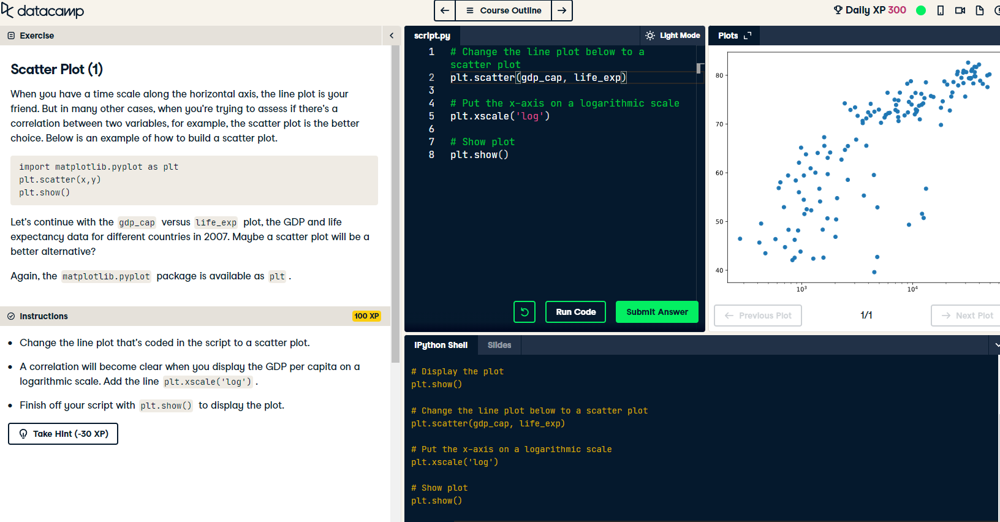 datacamp
Course Outline
Daily XP 300
Exercise
Scatter Plot (1)
When you have a time scale along the horizontal axis, the line plot is your
friend. But in many other cases, when you're trying to assess if there's a
correlation between two variables, for example, the scatter plot is the better
choice. Below is an example of how to build a scatter plot.
import matplotlib.pyplot as plt
plt.scatter(x,y)
plt.show()
Let's continue with the gdp_cap versus life_exp plot, the GDP and life
expectancy data for different countries in 2007. Maybe a scatter plot will be a
better alternative?
Again, the matplotlib.pyplot package is available as plt.
Instructions
100 XP
• Change the line plot that's coded in the script to a scatter plot.
• A correlation will become clear when you display the GDP per capita on a
logarithmic scale. Add the line plt.xscale('log').
• Finish off your script with plt.show() to display the plot.
Take Hint (-30 XP)
script.py
Light Mode
1 # Change the line plot below to a
scatter plot
2 plt.scatter(gdp_cap, life_exp)
3
4 # Put the x-axis on a logarithmic scale
5 plt.xscale('log')
6
7 # Show plot
8 plt.show()
Run Code
Submit Answer
Plots
80
70
60
50
40
10³
10⁴
Previous Plot
1/1
Next Plot
IPython Shell
Slides
# Display the plot
plt.show()
# Change the line plot below to a scatter plot
plt.scatter(gdp_cap, life_exp)
# Put the x-axis on a logarithmic scale
plt.xscale('log')
# Show plot
plt.show()